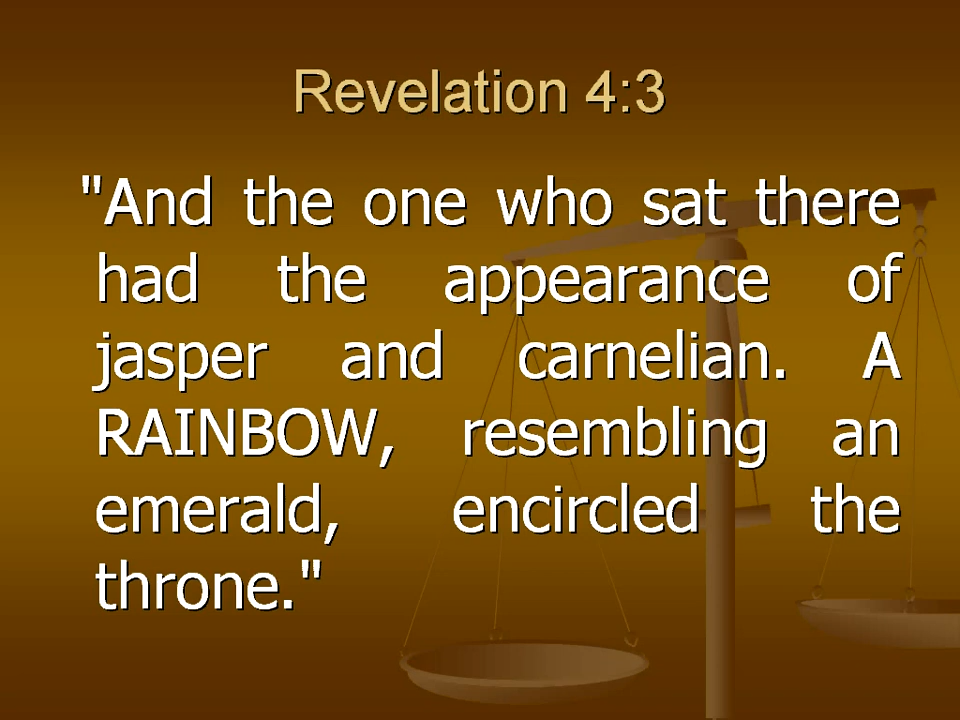 Revelation 4:3
"And the one who sat there
had the appearance of
jasper and carnelian. A
RAINBOW, resembling an
emerald, encircled the
throne."